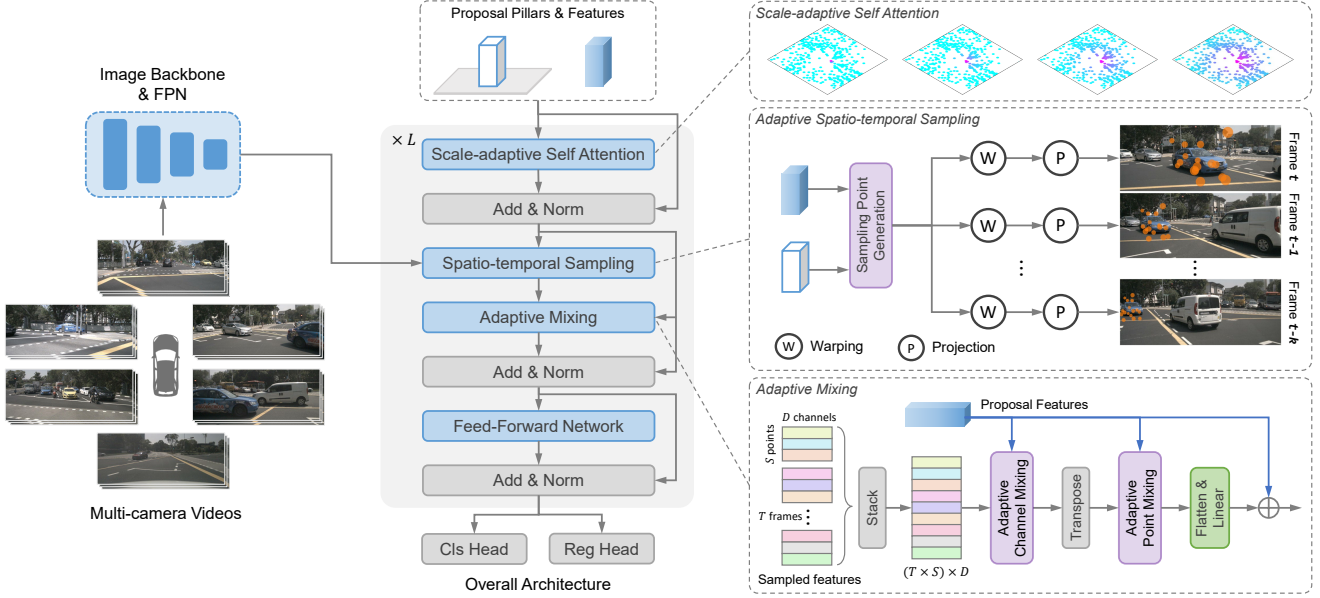 Image Backbone
& FPN
Multi-camera Videos
Proposal Pillars & Features
× L
Scale-adaptive Self Attention
Add & Norm
Spatio-temporal Sampling
Adaptive Mixing
Add & Norm
Feed-Forward Network
Add & Norm
Cls Head
Reg Head
Overall Architecture
Scale-adaptive Self Attention
Adaptive Spatio-temporal Sampling
Sampling Point
Generation
W
P
Frame t
W
P
Frame t-1
...
...
W
P
Frame t-k
W
Warping
P
Projection
Adaptive Mixing
Proposal Features
D channels
S points
T frames
...
Sampled features
Stack
(T × S) × D
Adaptive
Channel Mixing
Transpose
Adaptive
Point Mixing
Flatten &
Linear